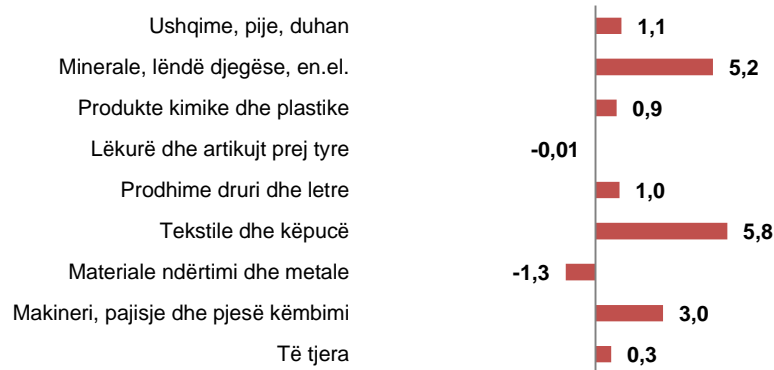 Ushqime, pije, duhan 1,1
Minerale, lëndë djegëse, en.el. 5,2
Produkte kimike dhe plastike 0,9
Lëkurë dhe artikujt prej tyre -0,01
Prodhime druri dhe letre 1,0
Tekstile dhe këpucë 5,8
Materiale ndërtimi dhe metale -1,3
Makineri, pajisje dhe pjesë këmbimi 3,0
Të tjera 0,3